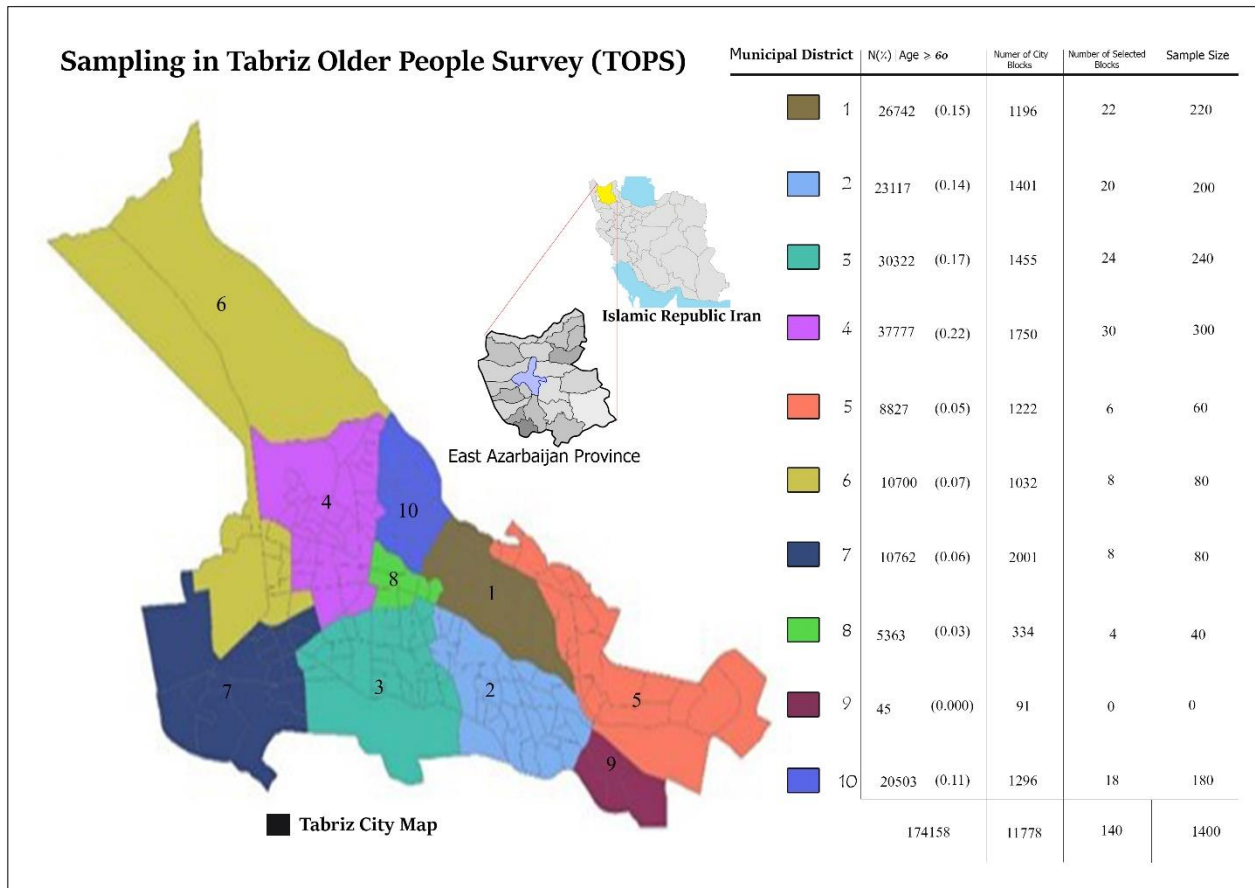 Sampling in Tabriz Older People Survey (TOPS)
Municipal District N(%) Age ≥ 60 Numer of City Blocks Number of Selected Blocks Sample Size
1 26742 (0.15) 1196 22 220
2 23117 (0.14) 1401 20 200
3 30322 (0.17) 1455 24 240
4 37777 (0.22) 1750 30 300
5 8827 (0.05) 1222 6 60
6 10700 (0.07) 1032 8 80
7 10762 (0.06) 2001 8 80
8 5363 (0.03) 334 4 40
9 45 (0.000) 91 0 0
10 20503 (0.11) 1296 18 180
174158 11778 140 1400
Islamic Republic Iran
East Azarbaijan Province
6
4
10
8
1
7
3
2
5
9
Tabriz City Map